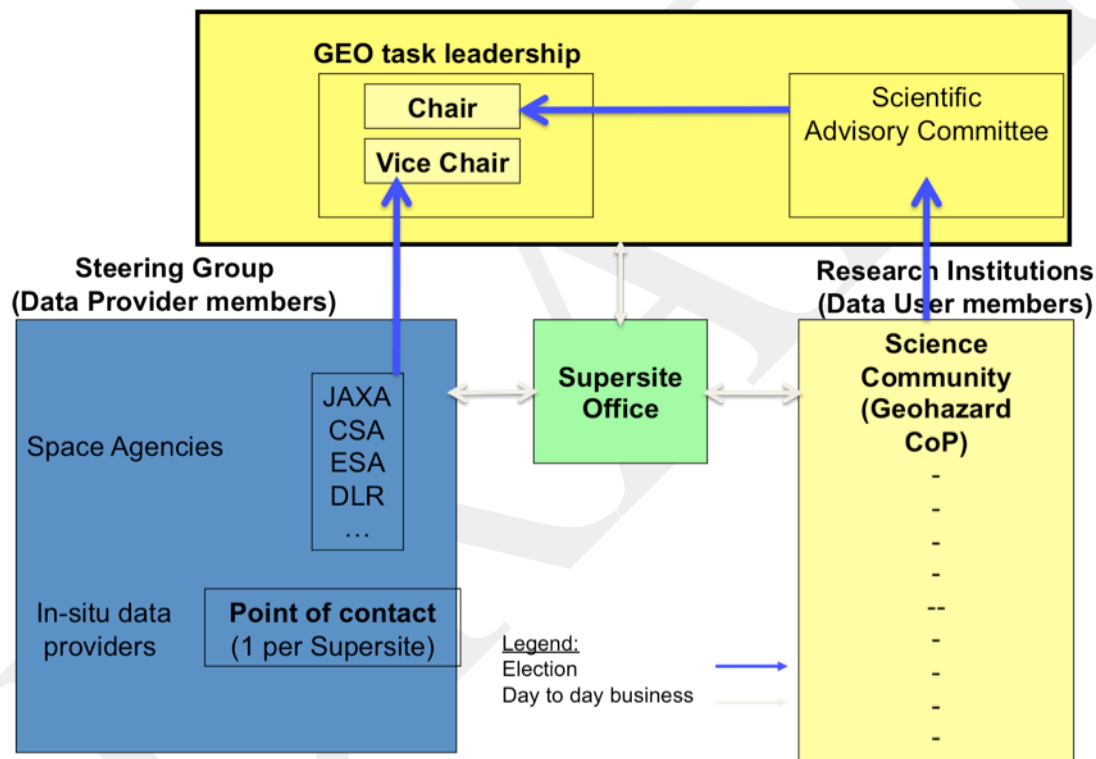 GEO task leadership
Chair
Vice Chair
Scientific
Advisory Committee
Steering Group
(Data Provider members)
Research Institutions
(Data User members)
Space Agencies
JAXA
CSA
ESA
DLR
…
In-situ data
providers
Point of contact
(1 per Supersite)
Supersite
Office
Science
Community
(Geohazard
CoP)
-
-
-
-
--
-
-
-
-
Legend:
Election
Day to day business